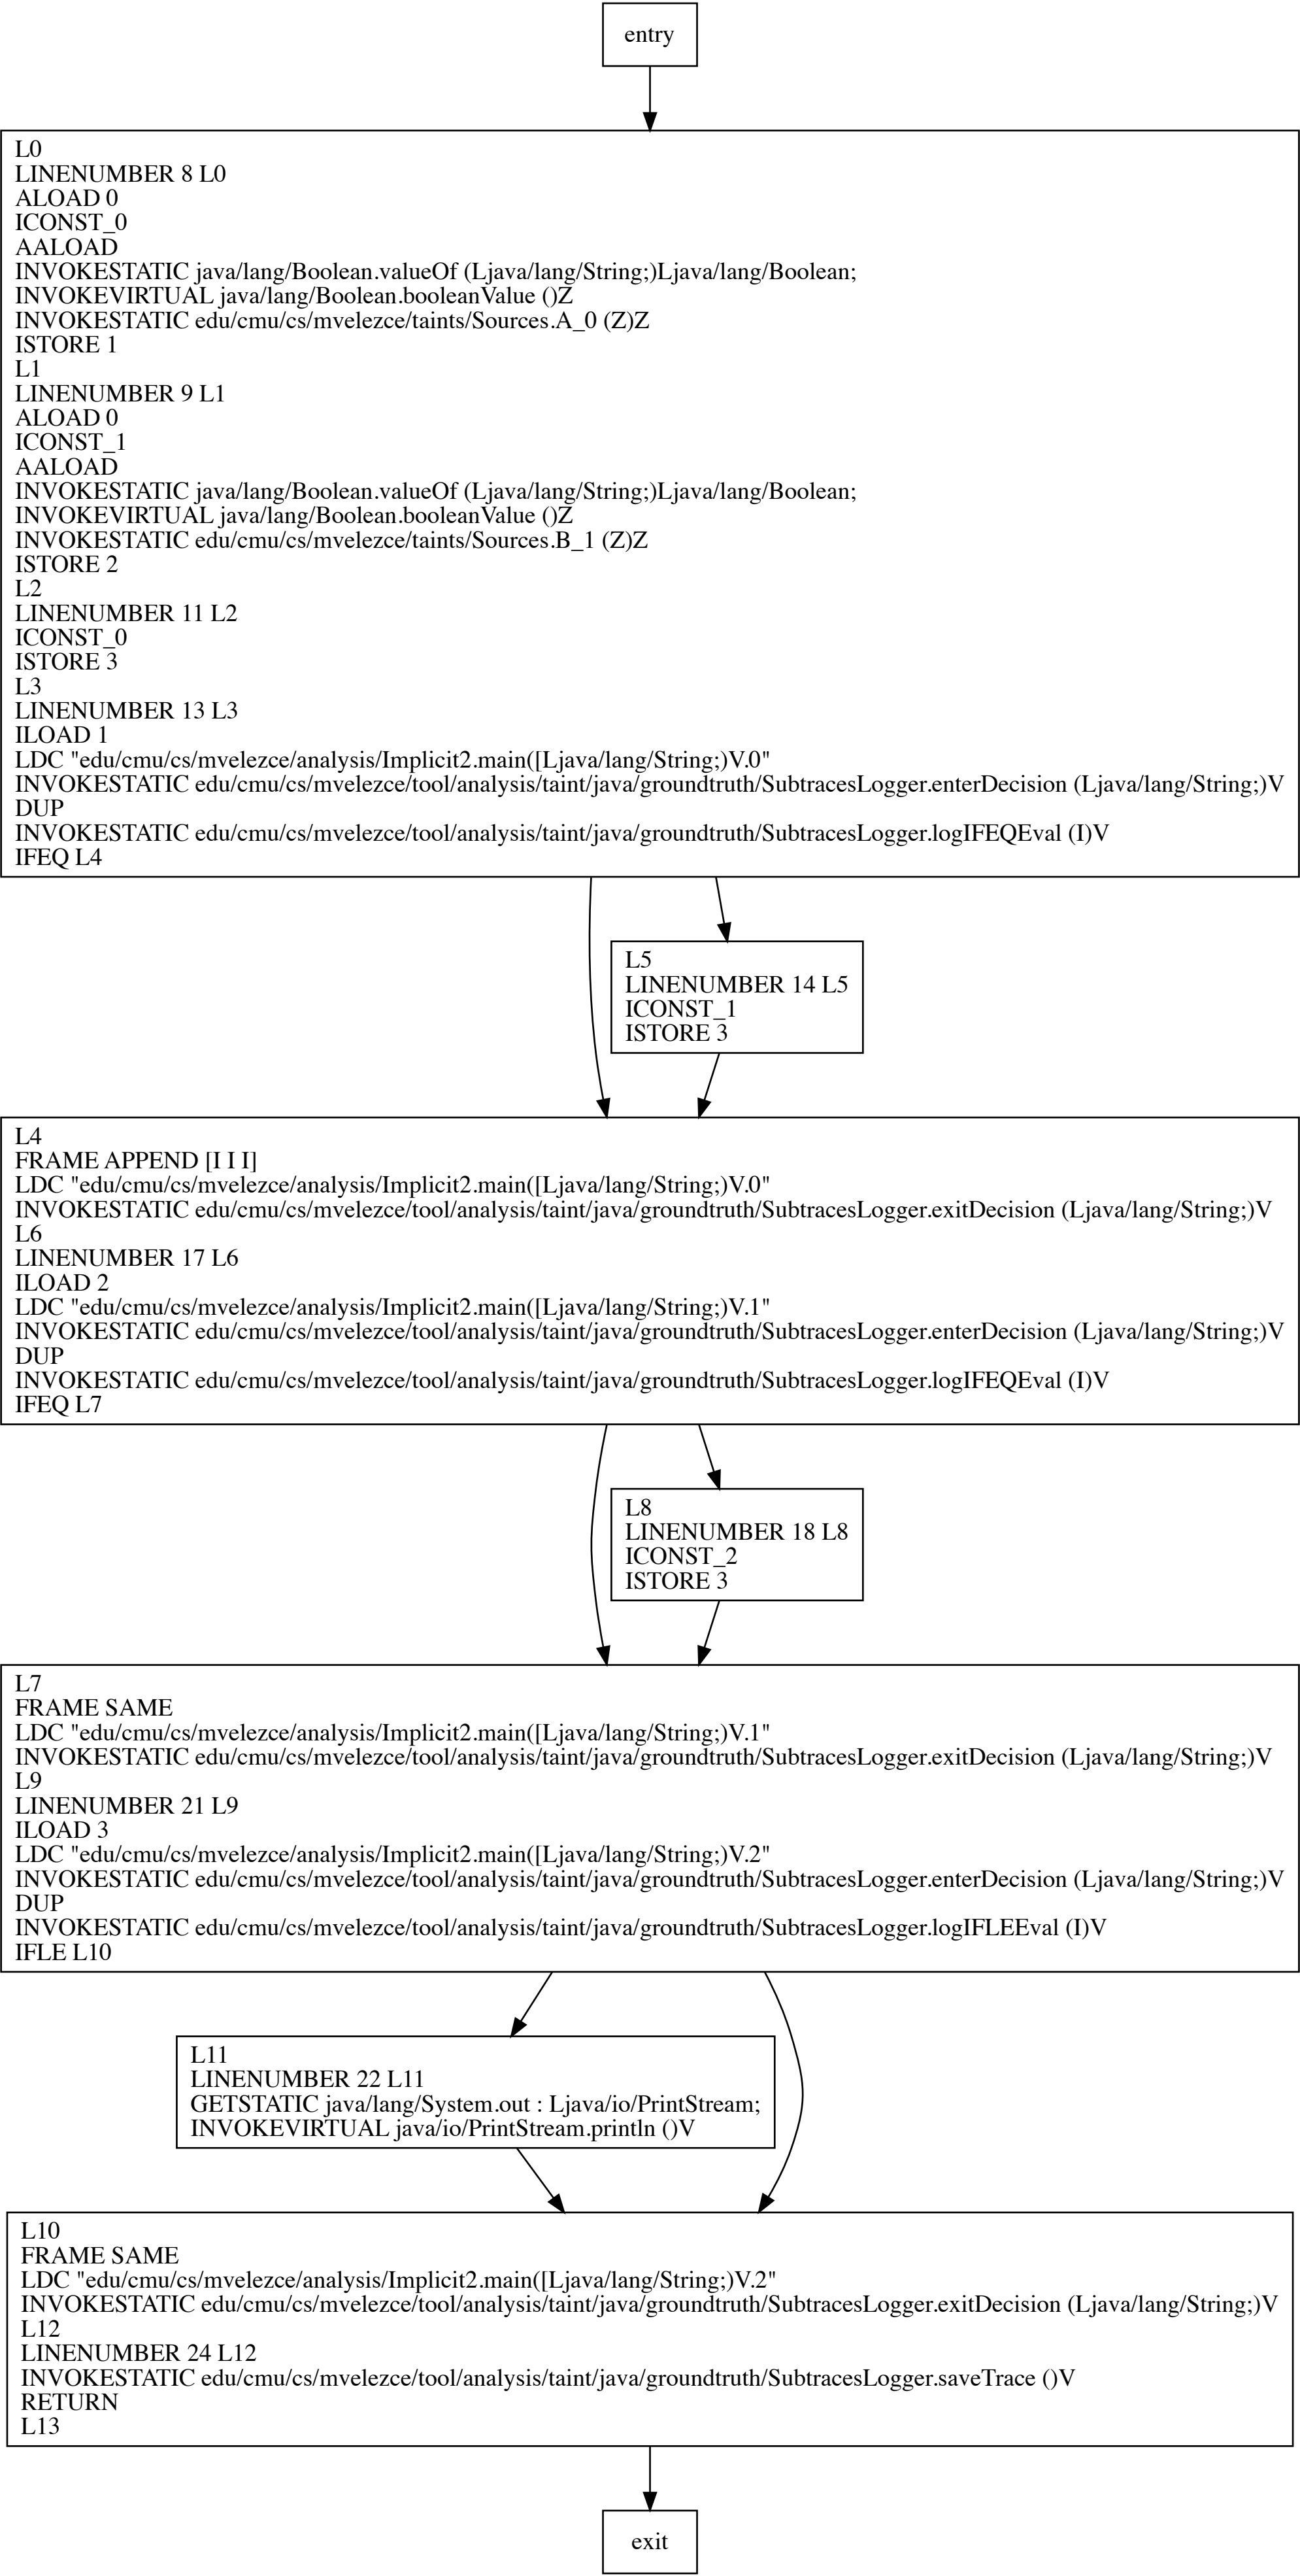 entry
L0
LINENUMBER 8 L0
ALOAD 0
ICONST_0
AALOAD
INVOKESTATIC java/lang/Boolean.valueOf (Ljava/lang/String;)Ljava/lang/Boolean;
INVOKEVIRTUAL java/lang/Boolean.booleanValue ()Z
INVOKESTATIC edu/cmu/cs/mvelezce/taints/Sources.A_0 (Z)Z
ISTORE 1
L1
LINENUMBER 9 L1
ALOAD 0
ICONST_1
AALOAD
INVOKESTATIC java/lang/Boolean.valueOf (Ljava/lang/String;)Ljava/lang/Boolean;
INVOKEVIRTUAL java/lang/Boolean.booleanValue ()Z
INVOKESTATIC edu/cmu/cs/mvelezce/taints/Sources.B_1 (Z)Z
ISTORE 2
L2
LINENUMBER 11 L2
ICONST_0
ISTORE 3
L3
LINENUMBER 13 L3
ILOAD 1
LDC "edu/cmu/cs/mvelezce/analysis/Implicit2.main([Ljava/lang/String;)V.0"
INVOKESTATIC edu/cmu/cs/mvelezce/tool/analysis/taint/java/groundtruth/SubtracesLogger.enterDecision (Ljava/lang/String;)V
DUP
INVOKESTATIC edu/cmu/cs/mvelezce/tool/analysis/taint/java/groundtruth/SubtracesLogger.logIFEQEval (I)V
IFEQ L4
L5
LINENUMBER 14 L5
ICONST_1
ISTORE 3
L4
FRAME APPEND [I I I]
LDC "edu/cmu/cs/mvelezce/analysis/Implicit2.main([Ljava/lang/String;)V.0"
INVOKESTATIC edu/cmu/cs/mvelezce/tool/analysis/taint/java/groundtruth/SubtracesLogger.exitDecision (Ljava/lang/String;)V
L6
LINENUMBER 17 L6
ILOAD 2
LDC "edu/cmu/cs/mvelezce/analysis/Implicit2.main([Ljava/lang/String;)V.1"
INVOKESTATIC edu/cmu/cs/mvelezce/tool/analysis/taint/java/groundtruth/SubtracesLogger.enterDecision (Ljava/lang/String;)V
DUP
INVOKESTATIC edu/cmu/cs/mvelezce/tool/analysis/taint/java/groundtruth/SubtracesLogger.logIFEQEval (I)V
IFEQ L7
L8
LINENUMBER 18 L8
ICONST_2
ISTORE 3
L7
FRAME SAME
LDC "edu/cmu/cs/mvelezce/analysis/Implicit2.main([Ljava/lang/String;)V.1"
INVOKESTATIC edu/cmu/cs/mvelezce/tool/analysis/taint/java/groundtruth/SubtracesLogger.exitDecision (Ljava/lang/String;)V
L9
LINENUMBER 21 L9
ILOAD 3
LDC "edu/cmu/cs/mvelezce/analysis/Implicit2.main([Ljava/lang/String;)V.2"
INVOKESTATIC edu/cmu/cs/mvelezce/tool/analysis/taint/java/groundtruth/SubtracesLogger.enterDecision (Ljava/lang/String;)V
DUP
INVOKESTATIC edu/cmu/cs/mvelezce/tool/analysis/taint/java/groundtruth/SubtracesLogger.logIFLEEval (I)V
IFLE L10
L11
LINENUMBER 22 L11
GETSTATIC java/lang/System.out : Ljava/io/PrintStream;
INVOKEVIRTUAL java/io/PrintStream.println ()V
L10
FRAME SAME
LDC "edu/cmu/cs/mvelezce/analysis/Implicit2.main([Ljava/lang/String;)V.2"
INVOKESTATIC edu/cmu/cs/mvelezce/tool/analysis/taint/java/groundtruth/SubtracesLogger.exitDecision (Ljava/lang/String;)V
L12
LINENUMBER 24 L12
INVOKESTATIC edu/cmu/cs/mvelezce/tool/analysis/taint/java/groundtruth/SubtracesLogger.saveTrace ()V
RETURN
L13
exit